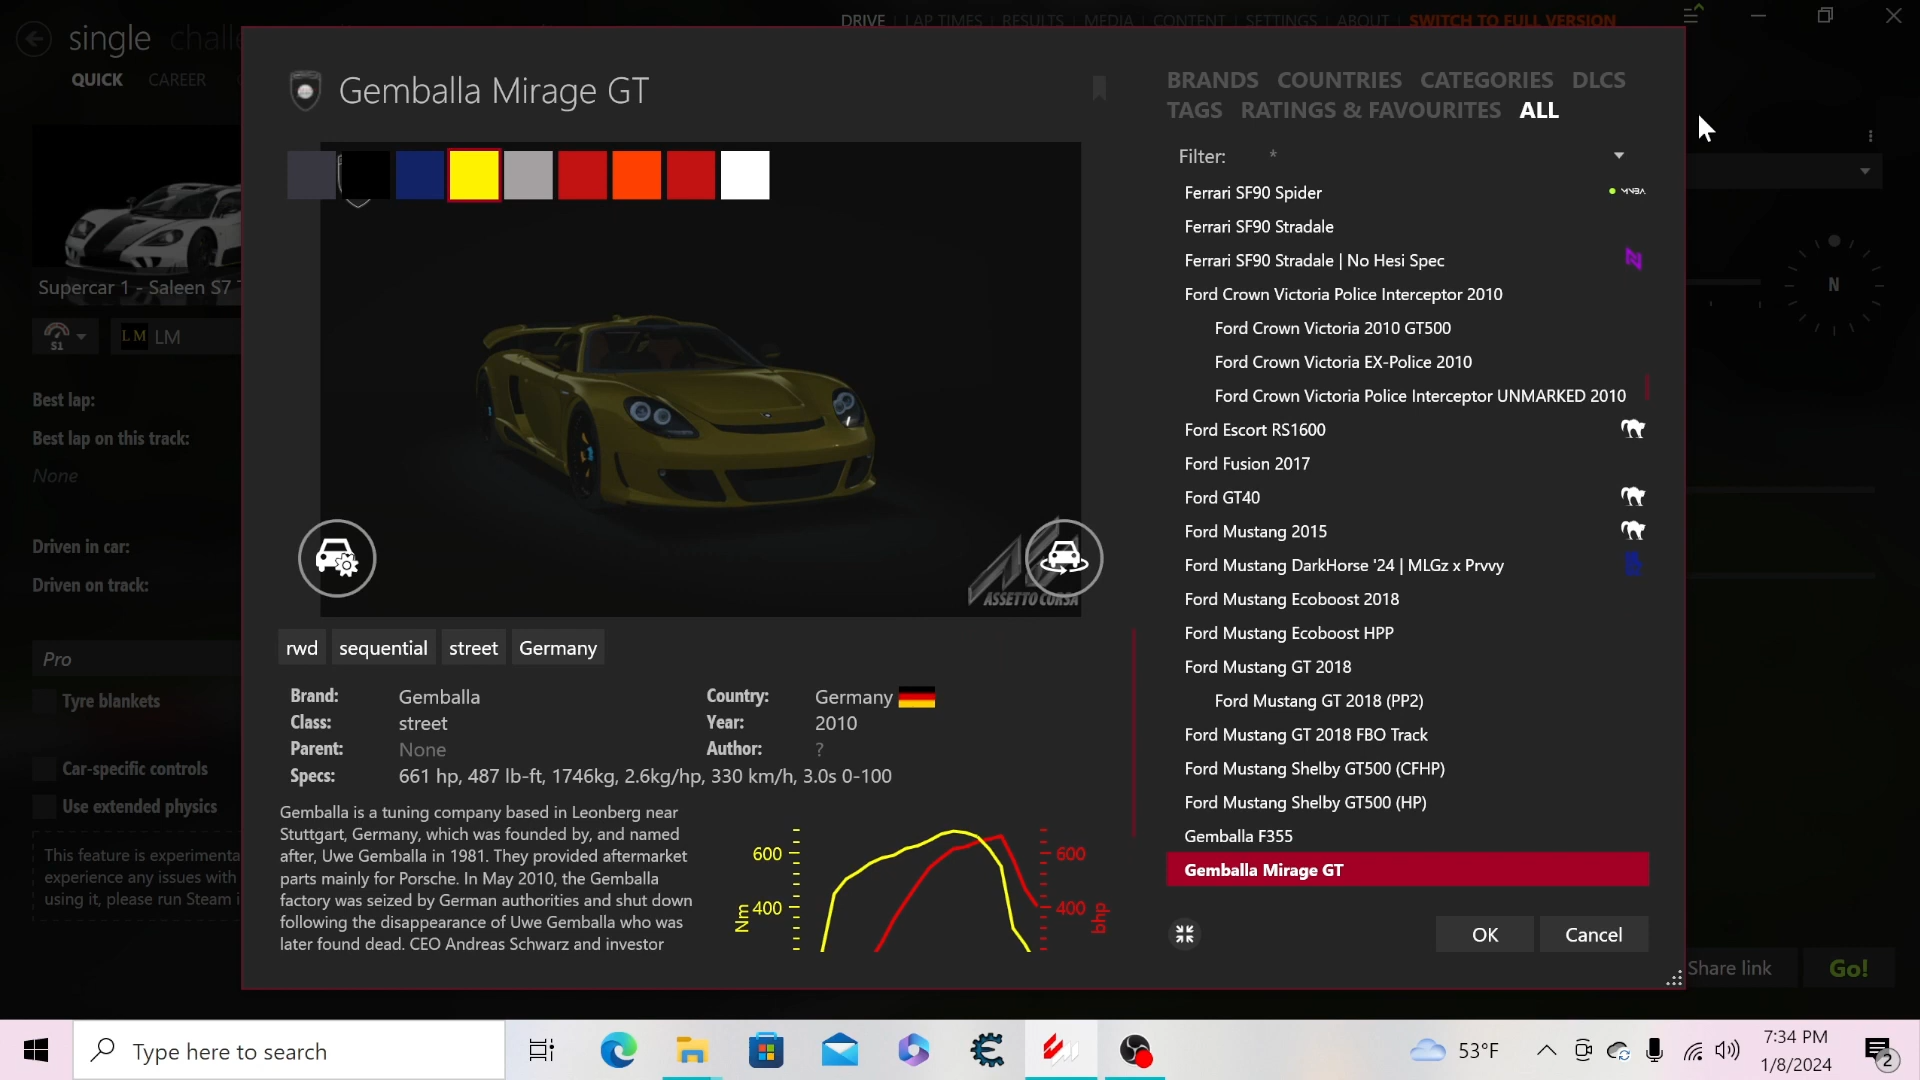 single challe
DRIVE | LAP TIMES | RESULTS | MEDIA | CONTENT | SETTINGS | ABOUT | SWITCH TO FULL VERSION
QUICK CAREER
Gemballa Mirage GT
BRANDS COUNTRIES CATEGORIES DLCS
TAGS RATINGS & FAVOURITES ALL
Filter: *
Ferrari SF90 Spider
Ferrari SF90 Stradale
Ferrari SF90 Stradale | No Hesi Spec
Ford Crown Victoria Police Interceptor 2010
Ford Crown Victoria 2010 GT500
Ford Crown Victoria EX-Police 2010
Ford Crown Victoria Police Interceptor UNMARKED 2010
Ford Escort RS1600
Ford Fusion 2017
Ford GT40
Ford Mustang 2015
Ford Mustang DarkHorse '24 | MLGz x Prvvy
Ford Mustang Ecoboost 2018
Ford Mustang Ecoboost HPP
Ford Mustang GT 2018
Ford Mustang GT 2018 (PP2)
Ford Mustang GT 2018 FBO Track
Ford Mustang Shelby GT500 (CFHP)
Ford Mustang Shelby GT500 (HP)
Gemballa F355
Gemballa Mirage GT
OK Cancel
Supercar 1 - Saleen S7 T
S1
LM LM
Best lap:
Best lap on this track:
None
Driven in car:
Driven on track:
Pro
Tyre blankets
Car-specific controls
Use extended physics
This feature is experimenta
experience any issues with
using it, please run Steam i
N
ASSETTO CORSA
rwd sequential street Germany
Brand: Gemballa Country: Germany
Class: street Year: 2010
Parent: None Author: ?
Specs: 661 hp, 487 lb-ft, 1746kg, 2.6kg/hp, 330 km/h, 3.0s 0-100
Gemballa is a tuning company based in Leonberg near
Stuttgart, Germany, which was founded by, and named
after, Uwe Gemballa in 1981. They provided aftermarket
parts mainly for Porsche. In May 2010, the Gemballa
factory was seized by German authorities and shut down
following the disappearance of Uwe Gemballa who was
later found dead. CEO Andreas Schwarz and investor
600
400
Nm
600
400
bhp
Share link Go!
Type here to search
53°F
7:34 PM
1/8/2024
2